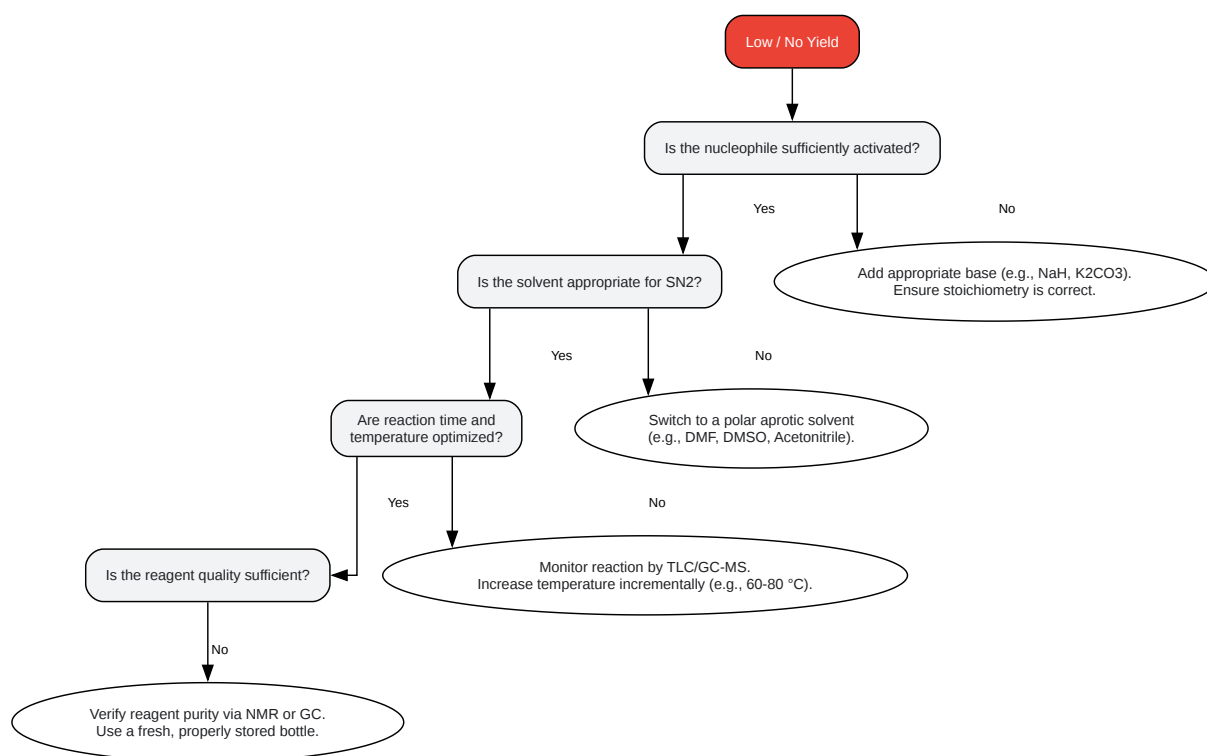 Low / No Yield
Is the nucleophile sufficiently activated?
Yes
No
Is the solvent appropriate for SN2?
Add appropriate base (e.g., NaH, K2CO3).
Ensure stoichiometry is correct.
Yes
No
Are reaction time and
temperature optimized?
Switch to a polar aprotic solvent
(e.g., DMF, DMSO, Acetonitrile).
Yes
No
Is the reagent quality sufficient?
Monitor reaction by TLC/GC-MS.
Increase temperature incrementally (e.g., 60-80 °C).
No
Verify reagent purity via NMR or GC.
Use a fresh, properly stored bottle.